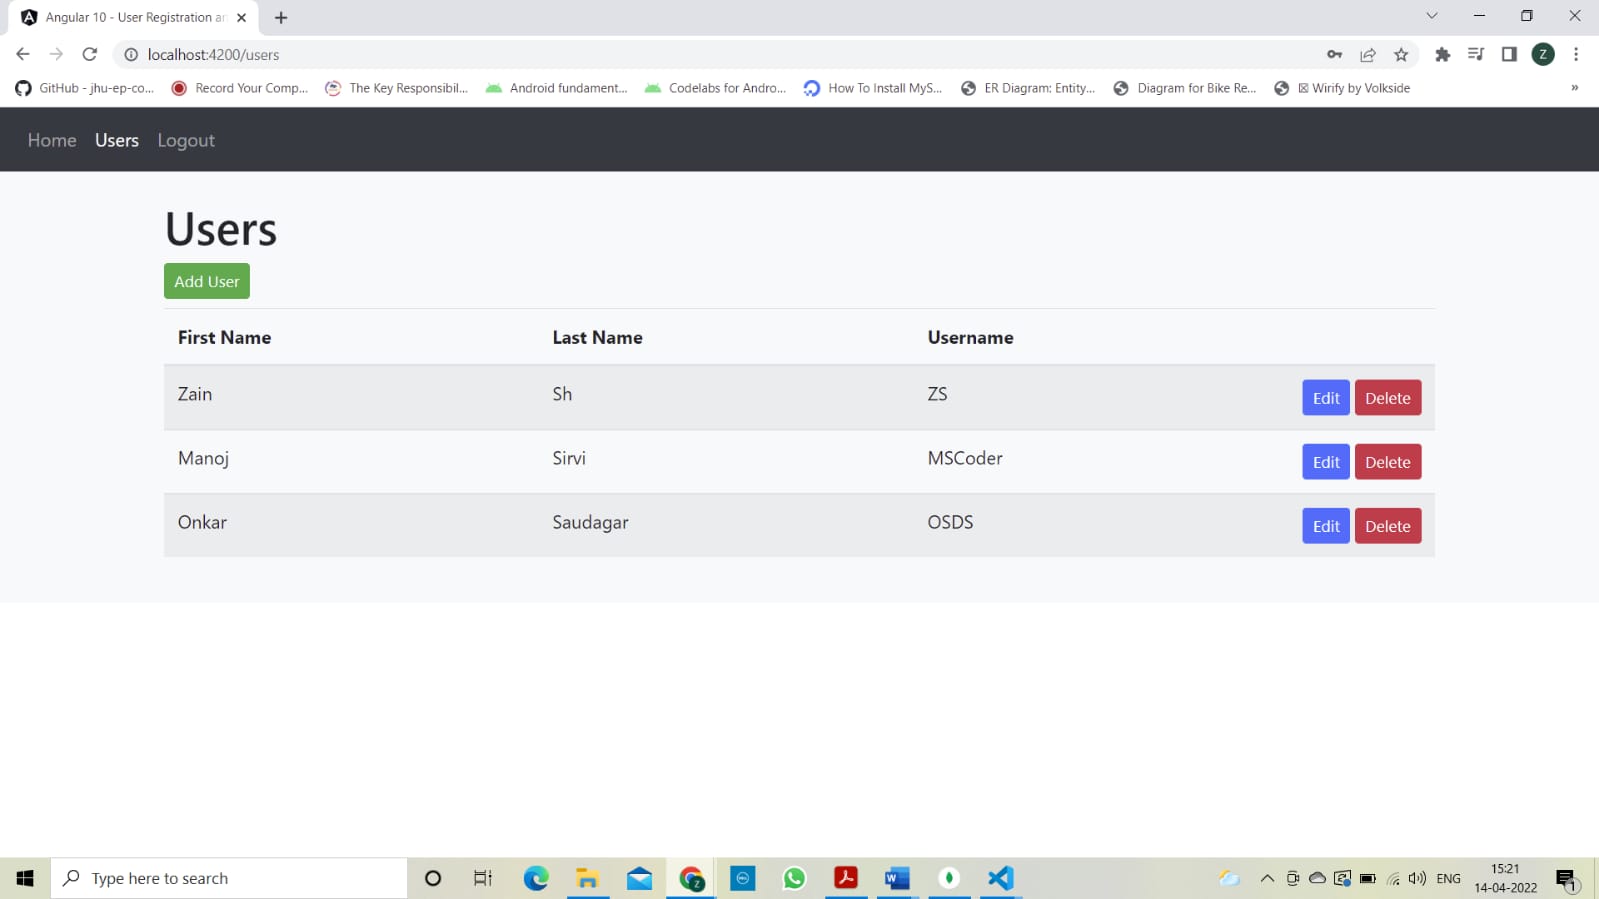 Angular 10 - User Registration an
localhost:4200/users
Z
GitHub - jhu-ep-co... Record Your Comp... The Key Responsibil... Android fundament... Codelabs for Andro... How To Install MyS... ER Diagram: Entity... Diagram for Bike Re... Wirify by Volkside »
Home Users Logout
Users
Add User
First Name Last Name Username
Zain Sh ZS Edit Delete
Manoj Sirvi MSCoder Edit Delete
Onkar Saudagar OSDS Edit Delete
Type here to search
ENG
15:21
14-04-2022
1